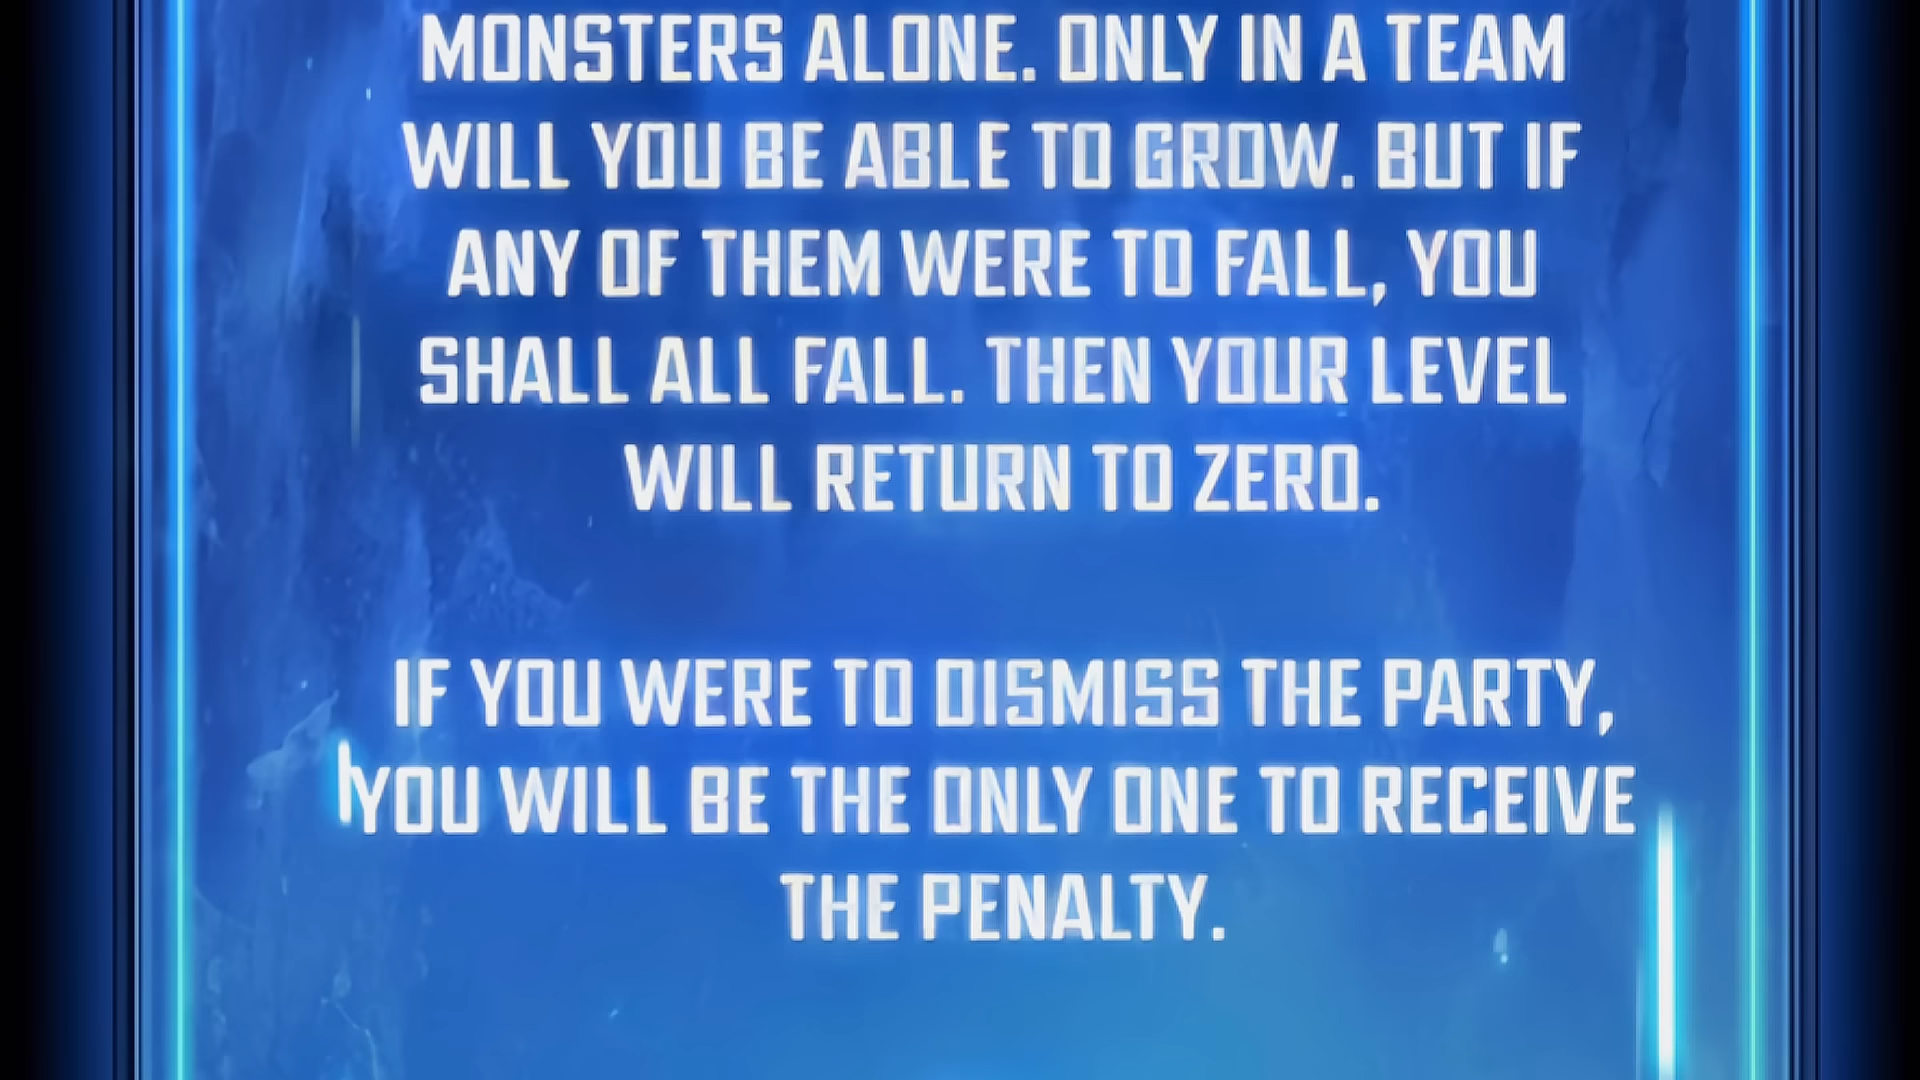 MONSTERS ALONE. ONLY IN A TEAM
WILL YOU BE ABLE TO GROW. BUT IF
ANY OF THEM WERE TO FALL, YOU
SHALL ALL FALL. THEN YOUR LEVEL
WILL RETURN TO ZERO.
IF YOU WERE TO DISMISS THE PARTY,
YOU WILL BE THE ONLY ONE TO RECEIVE
THE PENALTY.